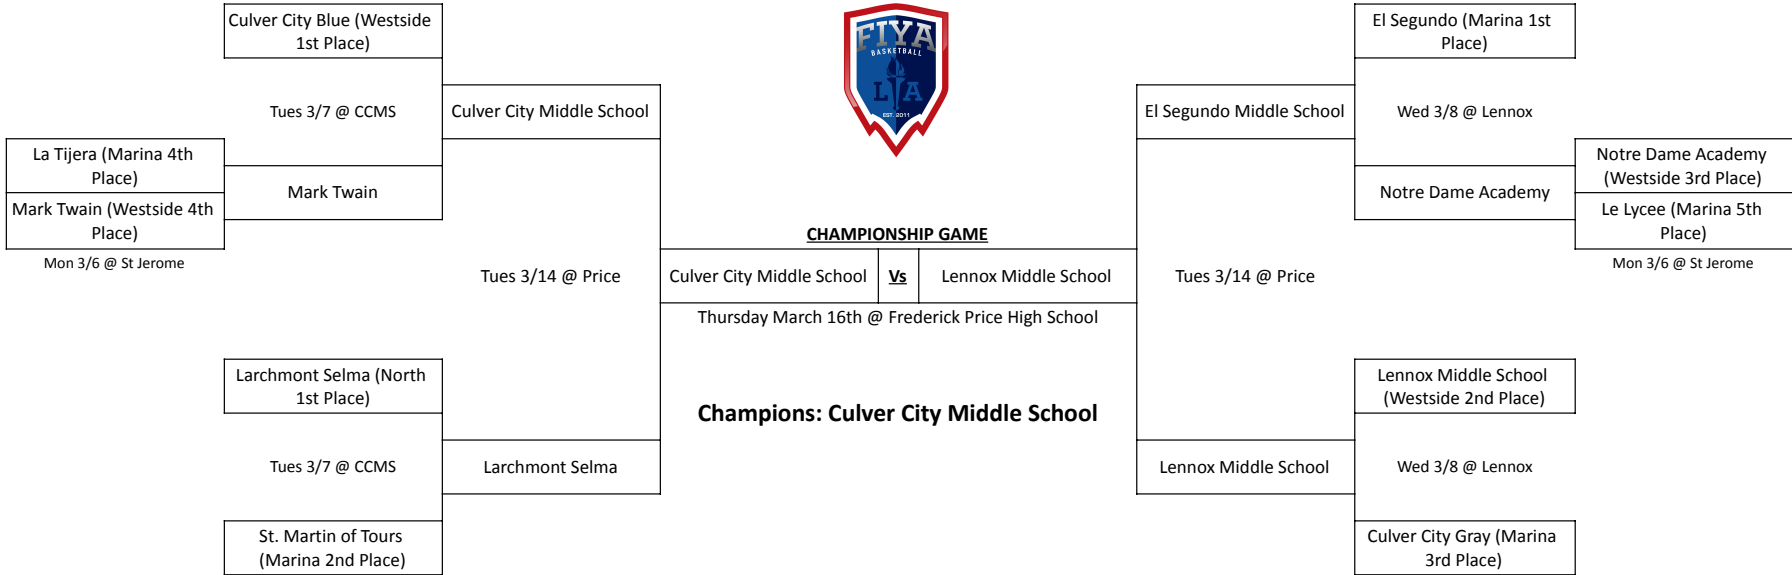 Culver City Blue (Westside
1st Place)
Tues 3/7 @ CCMS
Culver City Middle School
La Tijera (Marina 4th
Place)
Mark Twain (Westside 4th
Place)
Mon 3/6 @ St Jerome
Mark Twain
Tues 3/14 @ Price
Larchmont Selma (North
1st Place)
Tues 3/7 @ CCMS
Larchmont Selma
St. Martin of Tours
(Marina 2nd Place)
FIYA
BASKETBALL
LA
EST. 2011
CHAMPIONSHIP GAME
Culver City Middle School Vs Lennox Middle School
Thursday March 16th @ Frederick Price High School
Champions: Culver City Middle School
El Segundo (Marina 1st
Place)
El Segundo Middle School
Wed 3/8 @ Lennox
Notre Dame Academy
Notre Dame Academy
(Westside 3rd Place)
Le Lycee (Marina 5th
Place)
Mon 3/6 @ St Jerome
Tues 3/14 @ Price
Lennox Middle School
(Westside 2nd Place)
Lennox Middle School
Wed 3/8 @ Lennox
Culver City Gray (Marina
3rd Place)